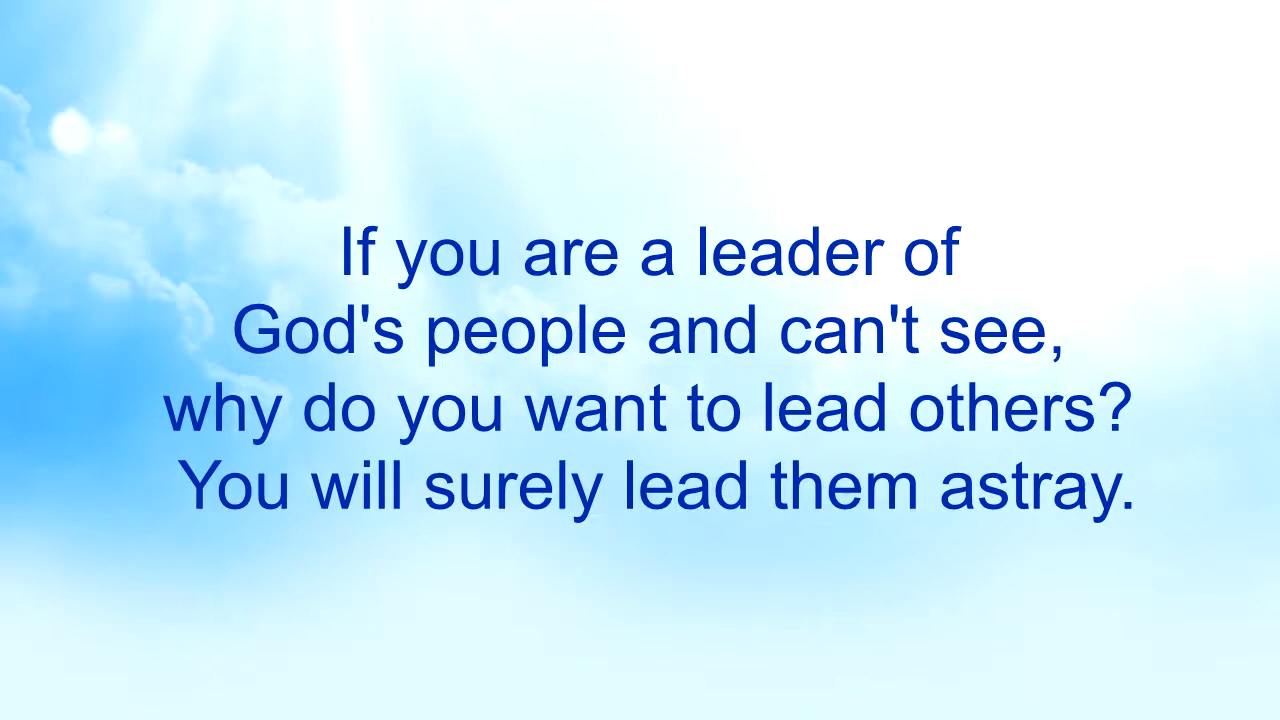 If you are a leader of
God's people and can't see,
why do you want to lead others?
You will surely lead them astray.